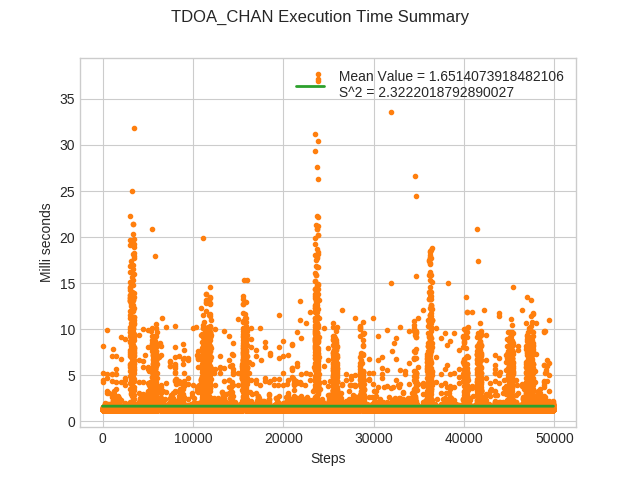 TDOA_CHAN Execution Time Summary
Mean Value = 1.6514073918482106
S^2 = 2.3222018792890027
35
30
25
20
15
10
5
0
Milli seconds
0 10000 20000 30000 40000 50000
Steps